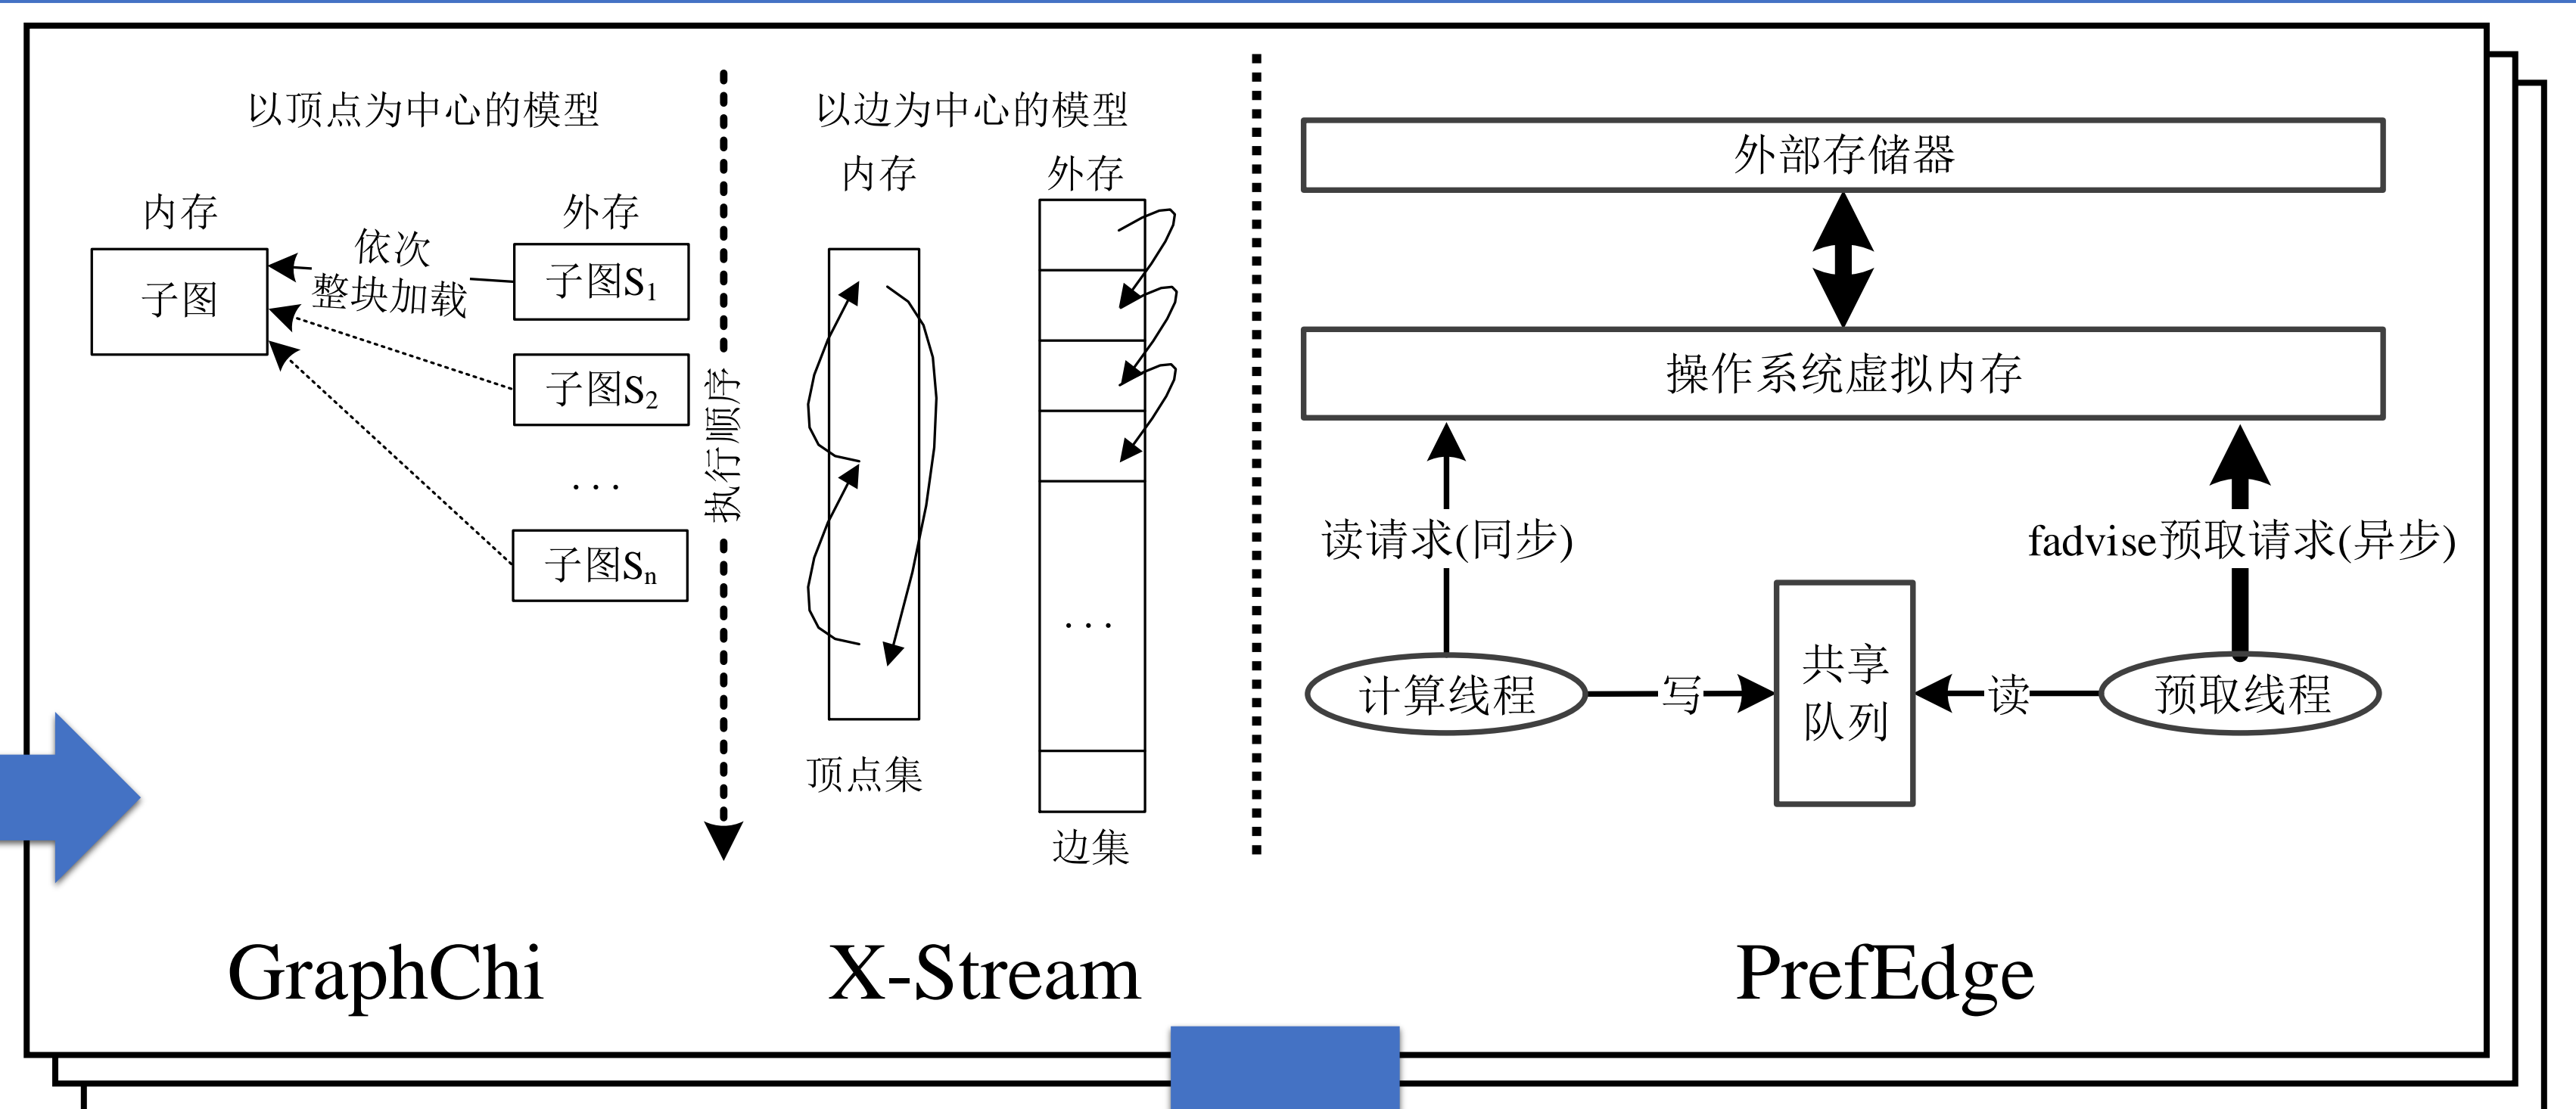 以顶点为中心的模型
内存
外存
子图
依次
整块加载
子图S1
子图S2
...
子图Sn
执行顺序
以边为中心的模型
内存
外存
...
顶点集
边集
外部存储器
操作系统虚拟内存
读请求(同步)
fadvise预取请求(异步)
计算线程
写
共享
队列
读
预取线程
GraphChi
X-Stream
PrefEdge